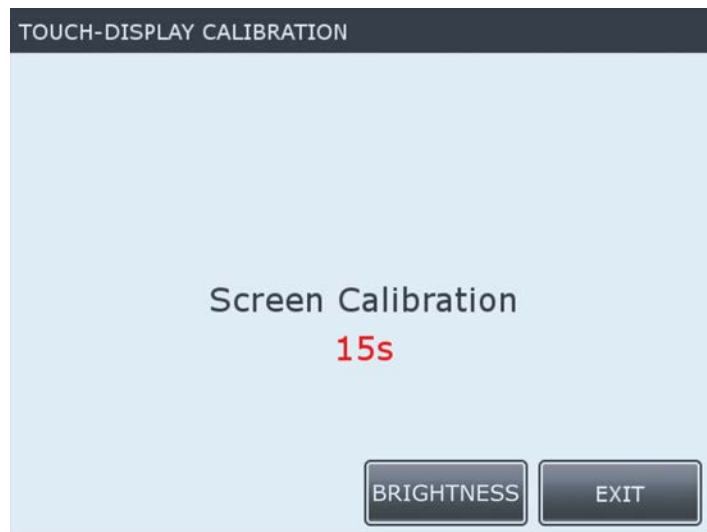 TOUCH-DISPLAY CALIBRATION
Screen Calibration
15s
BRIGHTNESS
EXIT